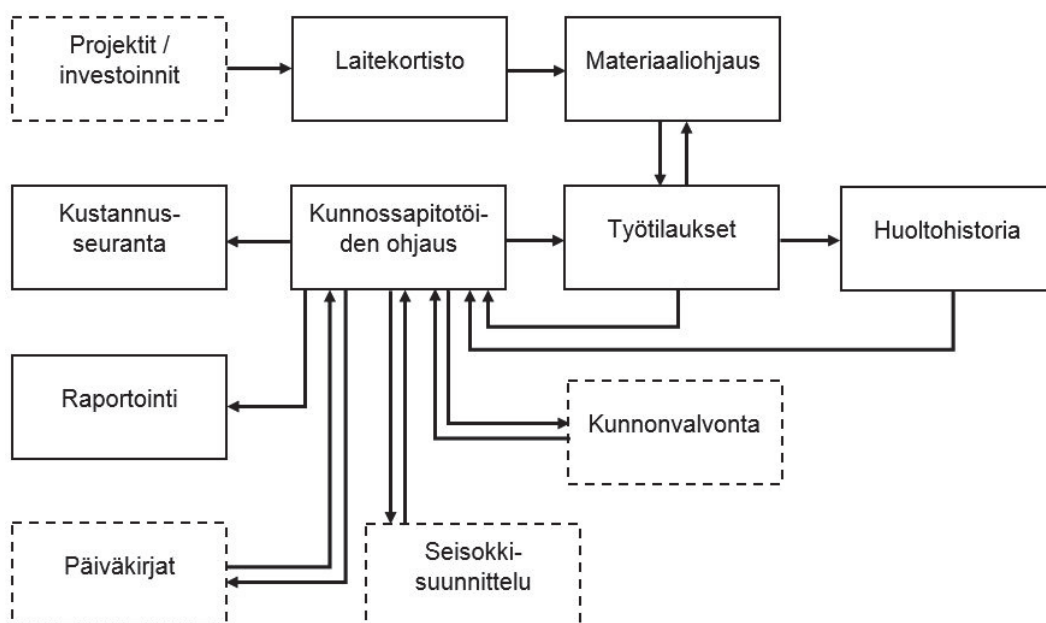 Projektit /
investoinnit
Laitekortisto
Materiaaliohjaus
Kustannus-
seuranta
Kunnossapitotöi-
den ohjaus
Työtilaukset
Huoltohistoria
Raportointi
Kunnonvalvonta
Päiväkirjat
Seisokki-
suunnittelu